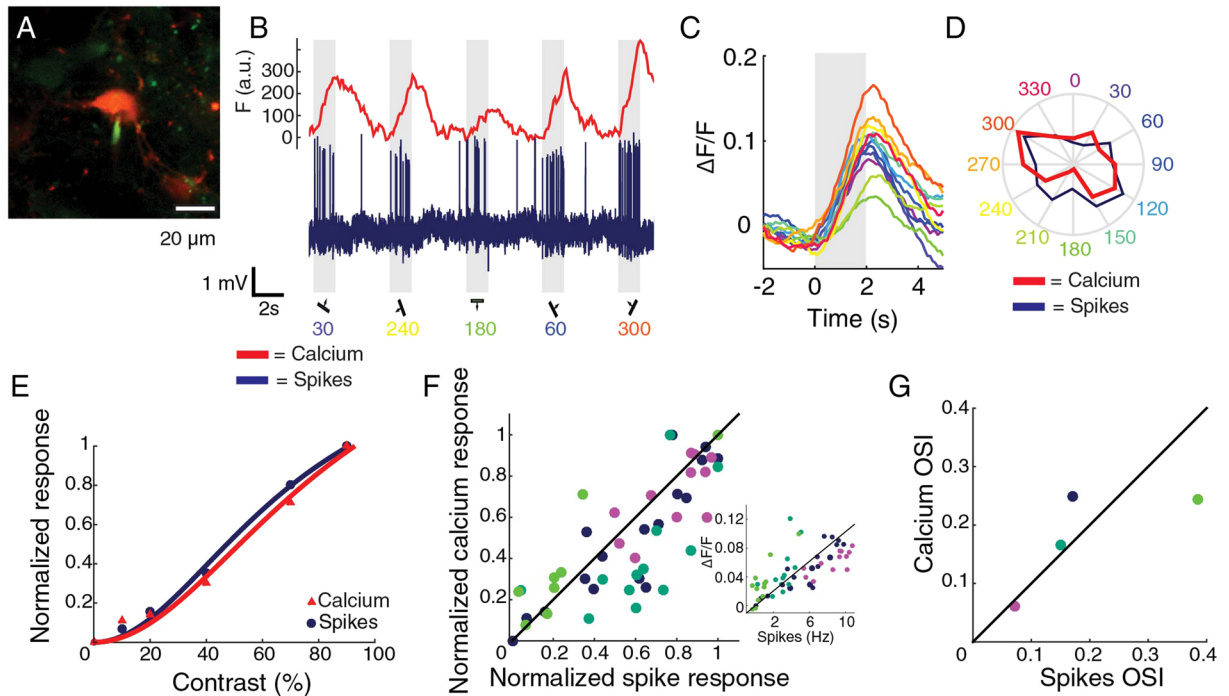 A
20 µm
B
F (a.u.)
300
200
100
0
1 mV
2s
30
240
180
60
300
= Calcium
= Spikes
C
ΔF/F
0.2
0.1
0
-2
0
2
4
Time (s)
D
0
30
60
90
120
150
180
210
240
270
300
330
= Calcium
= Spikes
E
Normalized response
1
0.8
0.6
0.4
0.2
0
20
40
60
80
100
Contrast (%)
Calcium
Spikes
F
Normalized calcium response
1
0.8
0.6
0.4
0.2
0
0.2
0.4
0.6
0.8
1
Normalized spike response
ΔF/F
0.12
0.08
0.04
0
2
6
10
Spikes (Hz)
G
Calcium OSI
0.4
0.3
0.2
0.1
0
0.1
0.2
0.3
0.4
Spikes OSI